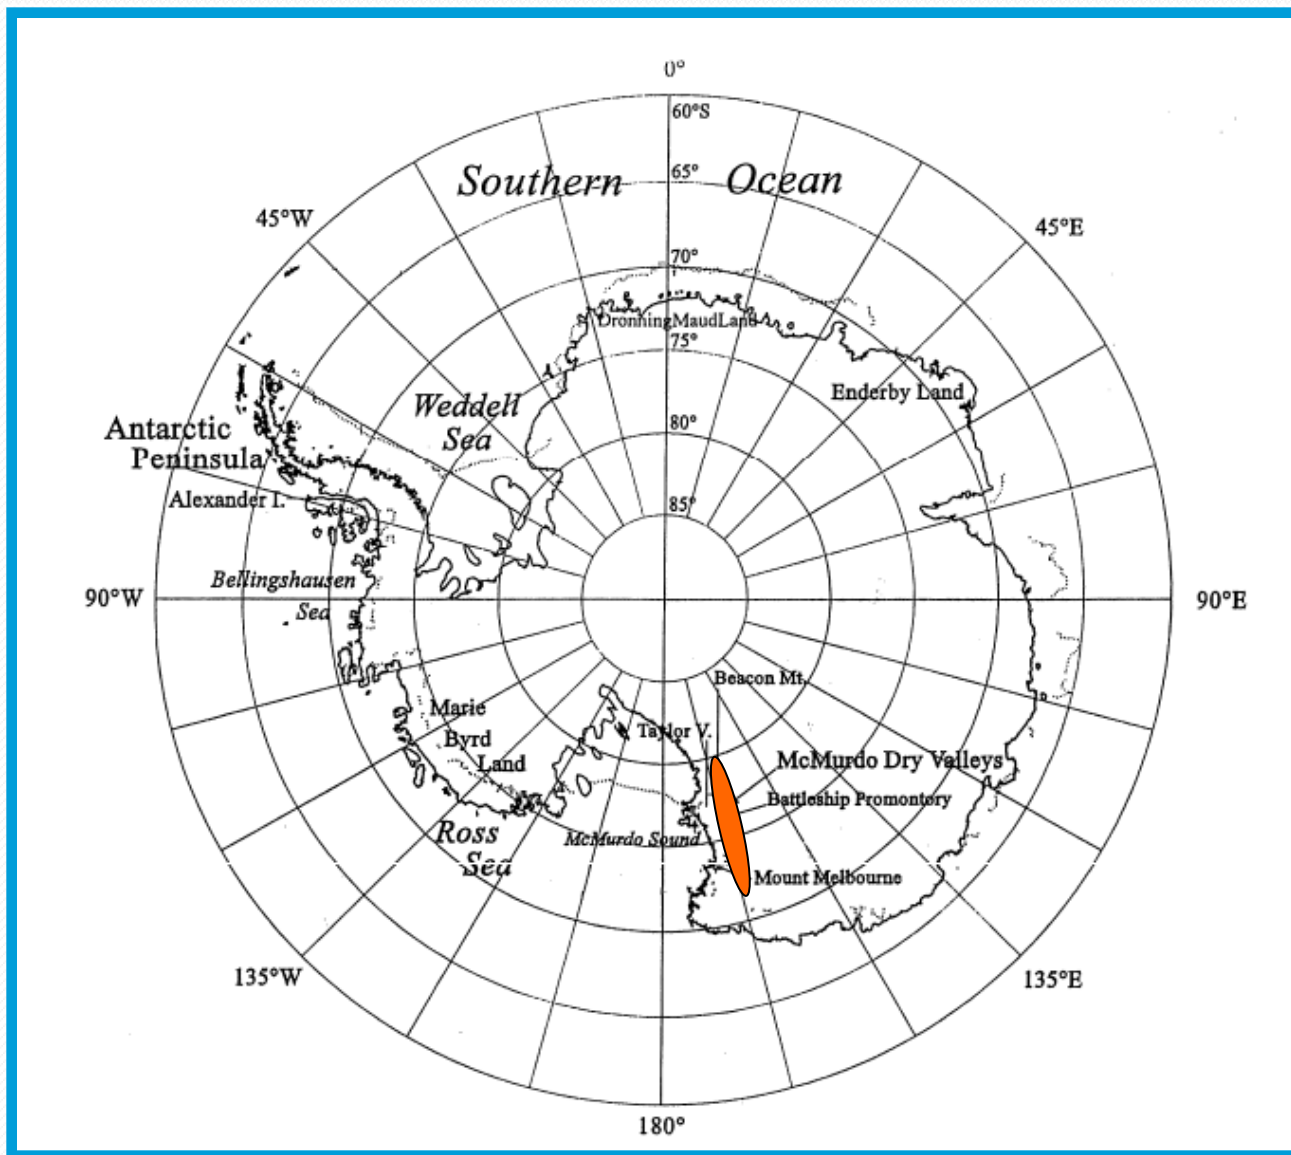 0°
60°S
Southern Ocean
65°
45°W
45°E
70°
DronningMaudLand
75°
Enderby Land
Weddell
Sea
80°
Antarctic
Peninsula
Alexander I.
85°
Bellingshausen
Sea
90°W
90°E
Beacon Mt.
Marie
Byrd
Land
Taylor V.
McMurdo Dry Valleys
Battleship Promontory
Ross
Sea
McMurdo Sound
Mount Melbourne
135°W
135°E
180°